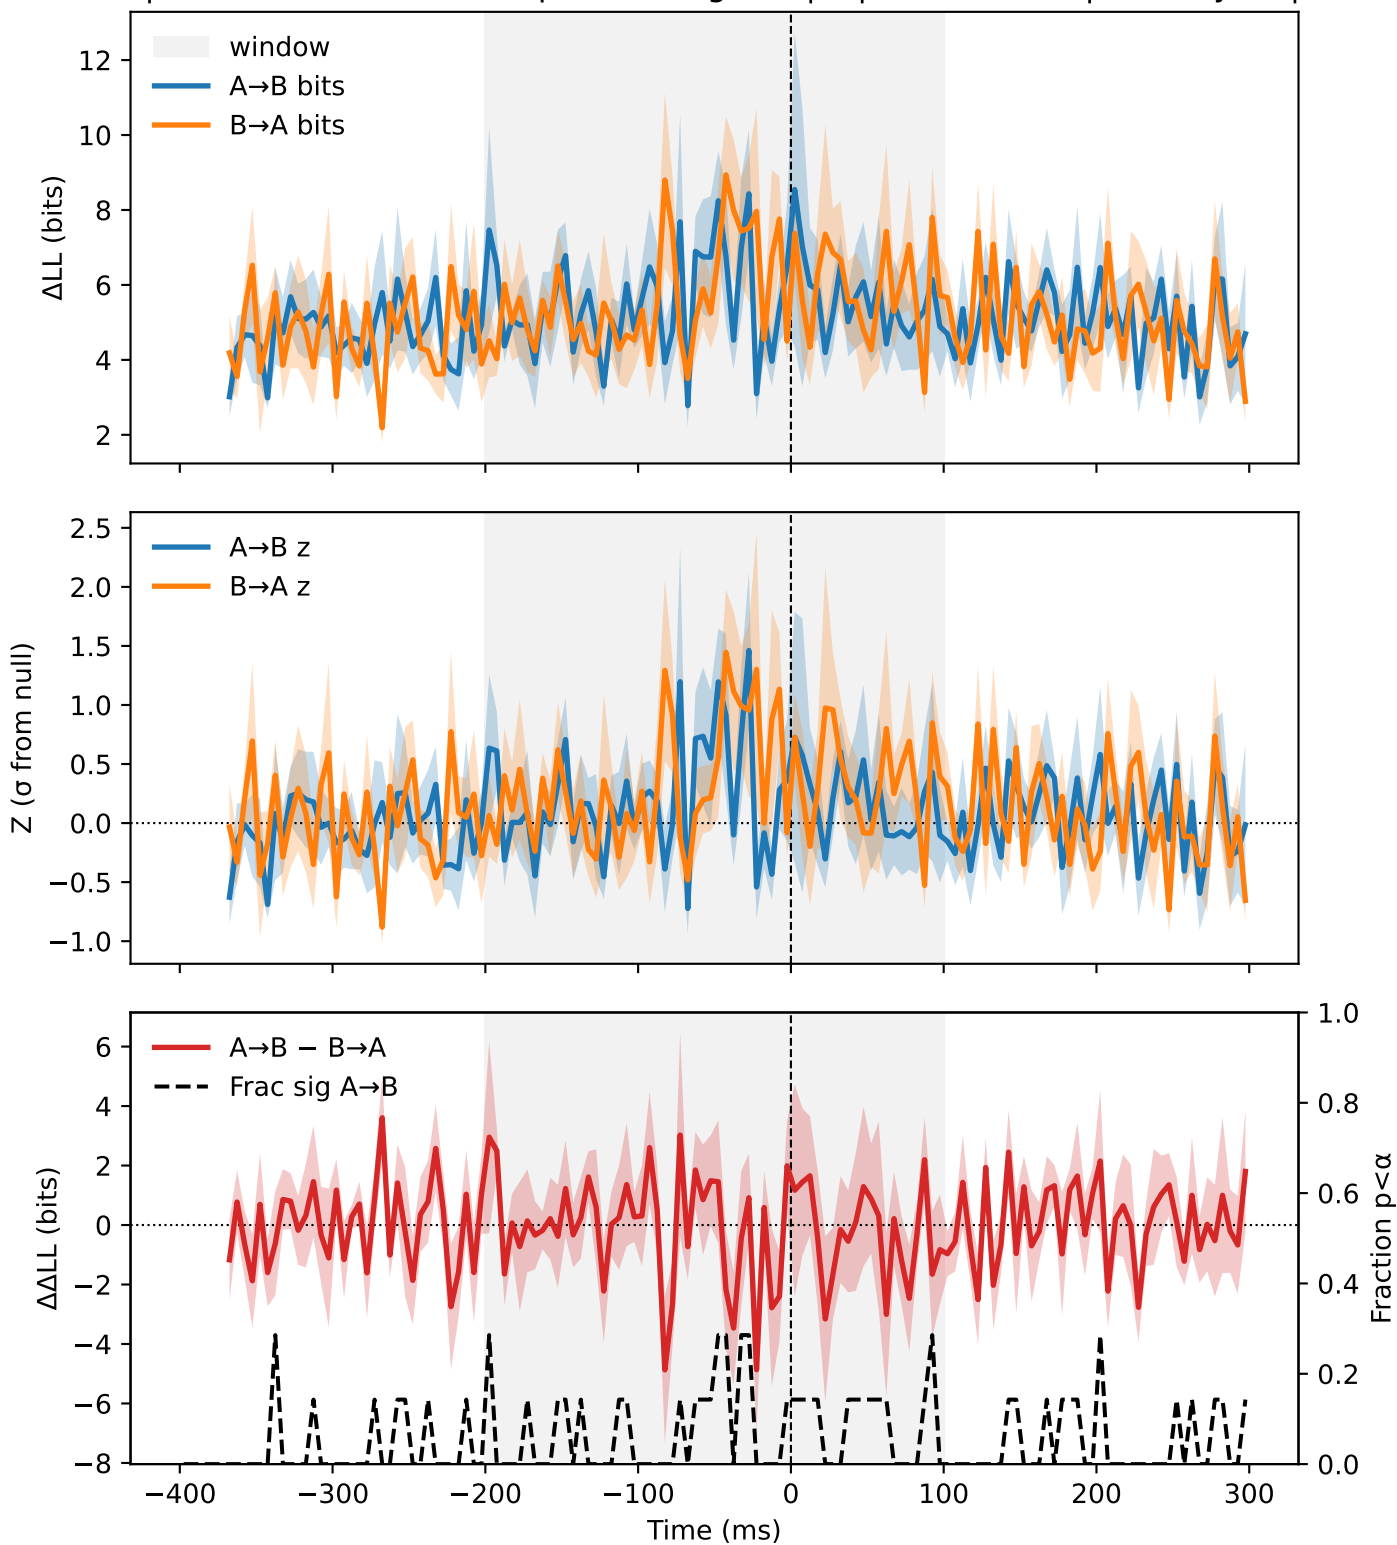 window
A→B bits
B→A bits
12
10
8
6
4
2
ΔLL (bits)
A→B z
B→A z
2.5
2.0
1.5
1.0
0.5
0.0
−0.5
−1.0
Z (σ from null)
A→B − B→A
Frac sig A→B
6
4
2
0
−2
−4
−6
−8
ΔΔLL (bits)
1.0
0.8
0.6
0.4
0.2
0.0
Fraction p<α
−400 −300 −200 −100 0 100 200 300
Time (ms)